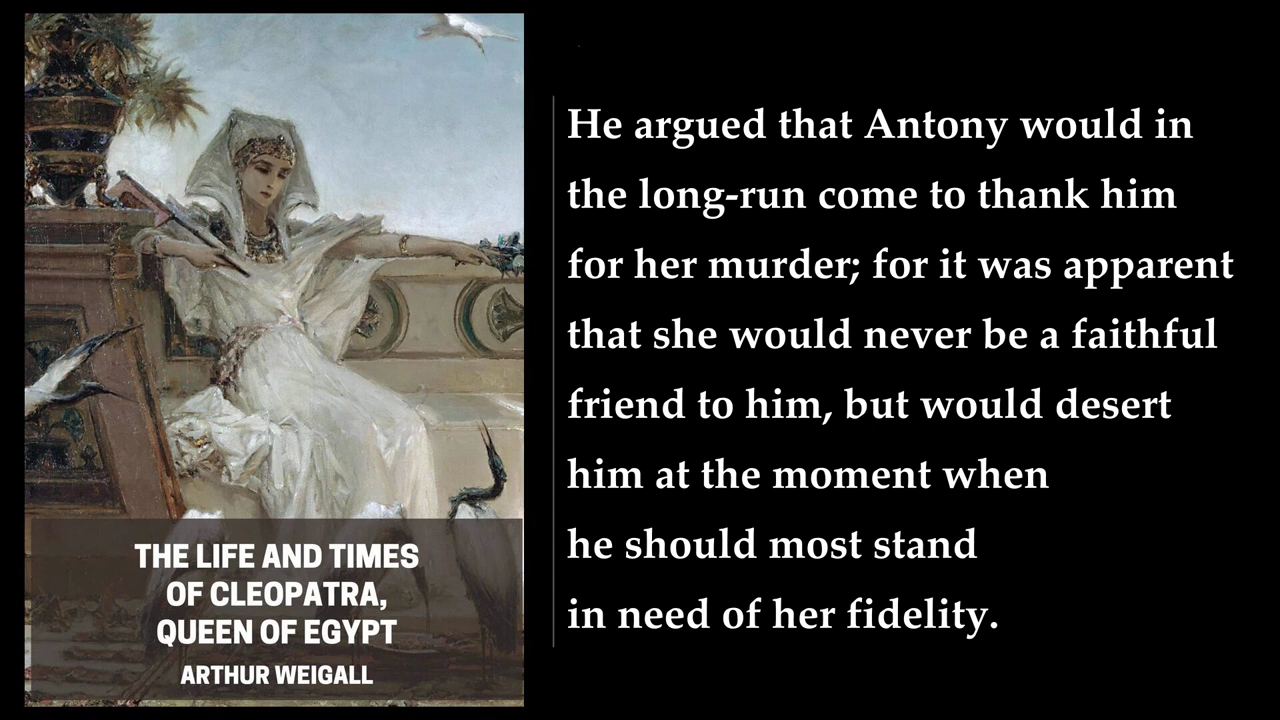 He argued that Antony would in
the long-run come to thank him
for her murder; for it was apparent
that she would never be a faithful
friend to him, but would desert
him at the moment when
he should most stand
in need of her fidelity.
THE LIFE AND TIMES
OF CLEOPATRA,
QUEEN OF EGYPT
ARTHUR WEIGALL